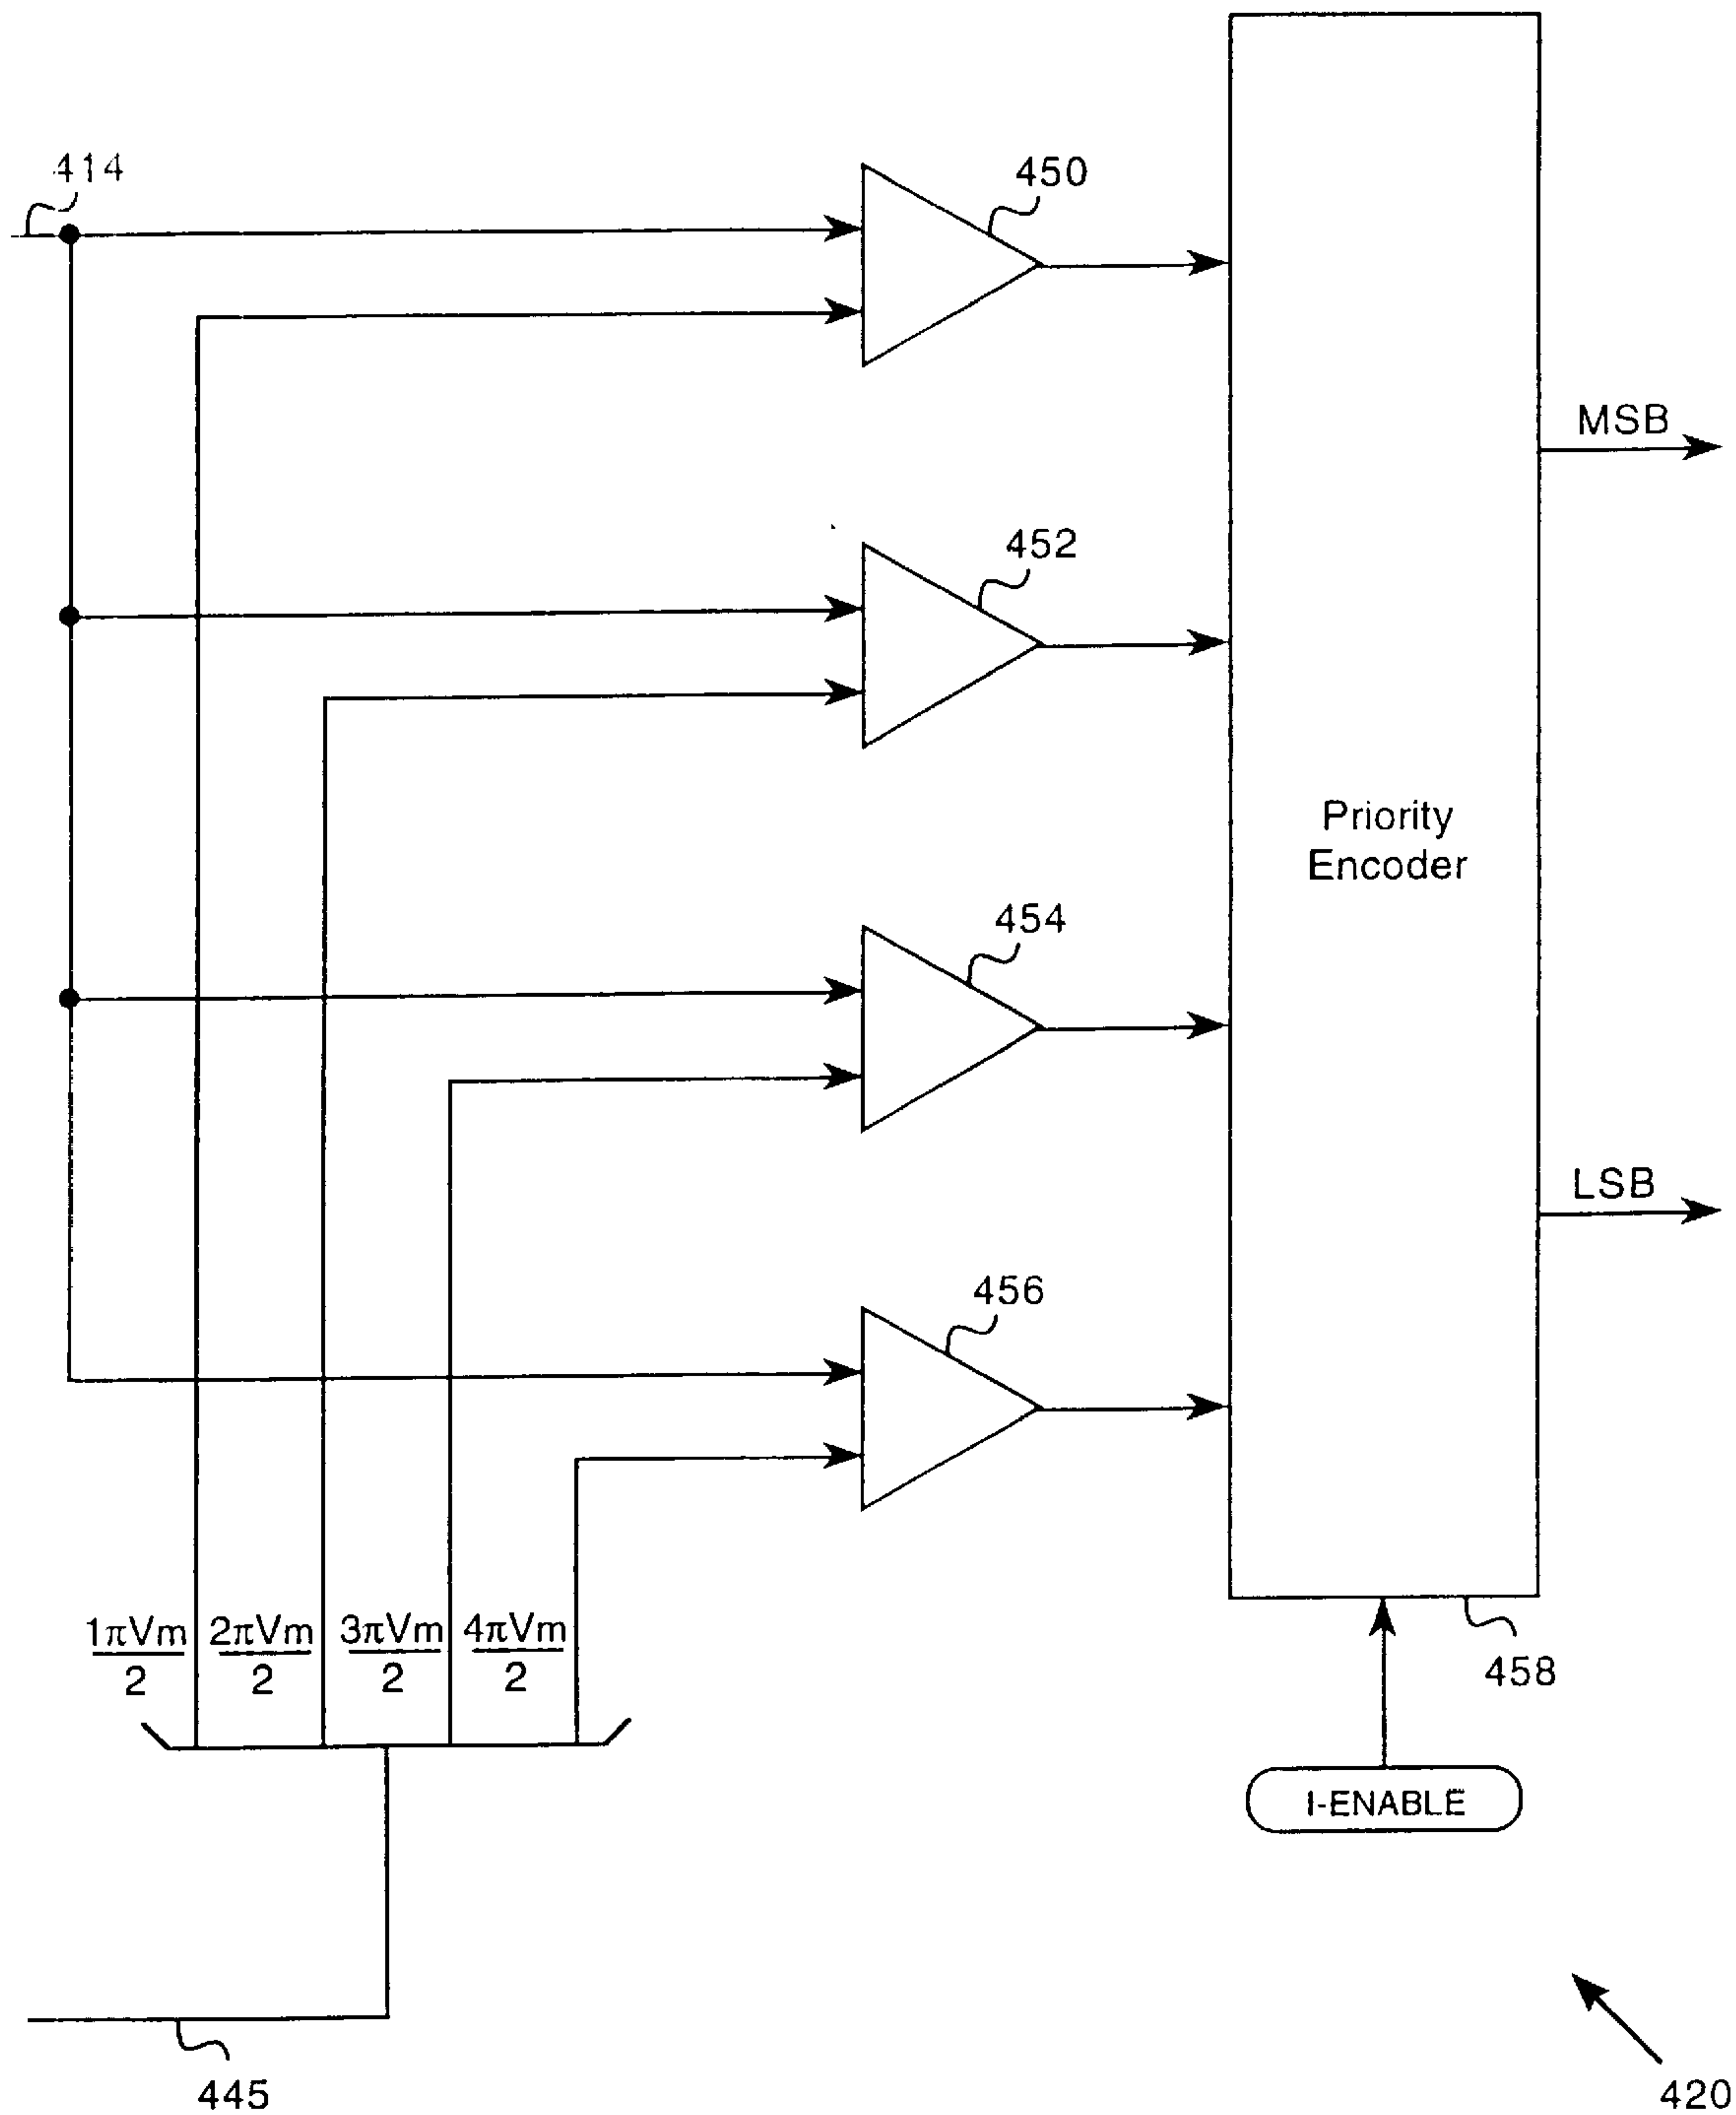 414
450
MSB
452
Priority
Encoder
454
LSB
456
1πVm
2
2πVm
2
3πVm
2
4πVm
2
458
I-ENABLE
445
420